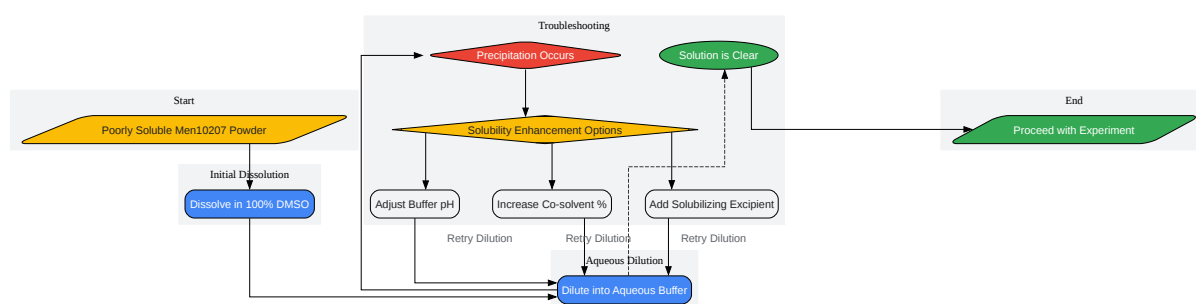 Troubleshooting
Precipitation Occurs
Solution is Clear
Start
End
Poorly Soluble Men10207 Powder
Solubility Enhancement Options
Proceed with Experiment
Initial Dissolution
Dissolve in 100% DMSO
Adjust Buffer pH
Increase Co-solvent %
Add Solubilizing Excipient
Retry Dilution
Retry Dilution
Retry Dilution
Aqueous Dilution
Dilute into Aqueous Buffer